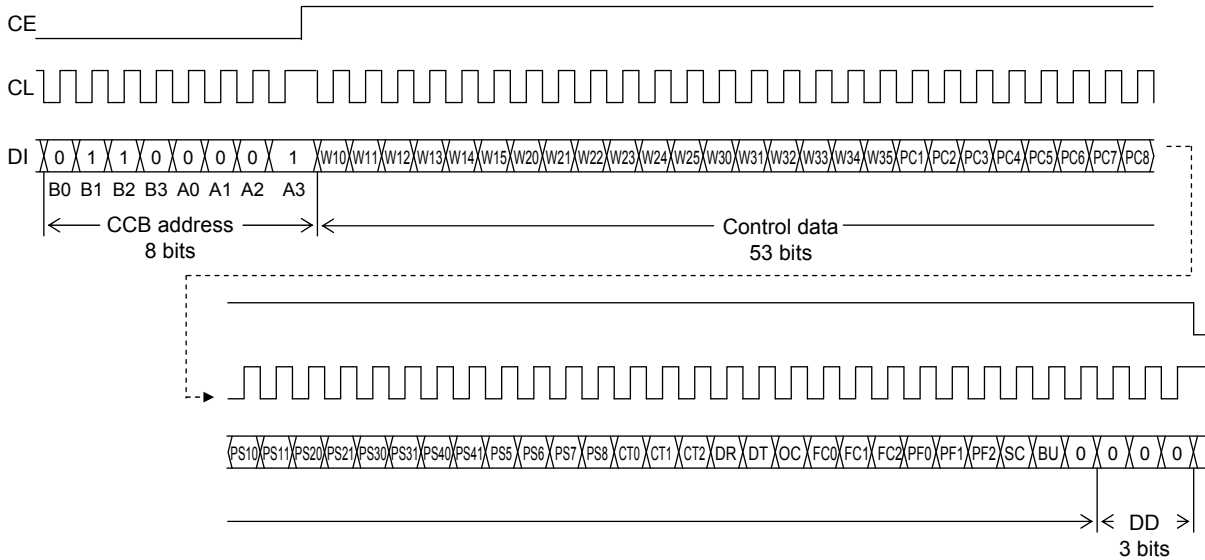 CE
CL
DI 0 1 1 0 0 0 0 1 W10 W11 W12 W13 W14 W15 W20 W21 W22 W23 W24 W25 W30 W31 W32 W33 W34 W35 PC1 PC2 PC3 PC4 PC5 PC6 PC7 PC8
B0 B1 B2 B3 A0 A1 A2 A3
CCB address
8 bits
Control data
53 bits
PS10 PS11 PS20 PS21 PS30 PS31 PS40 PS41 PS5 PS6 PS7 PS8 CT0 CT1 CT2 DR DT OC FC0 FC1 FC2 PF0 PF1 PF2 SC BU 0 0 0 0
DD
3 bits